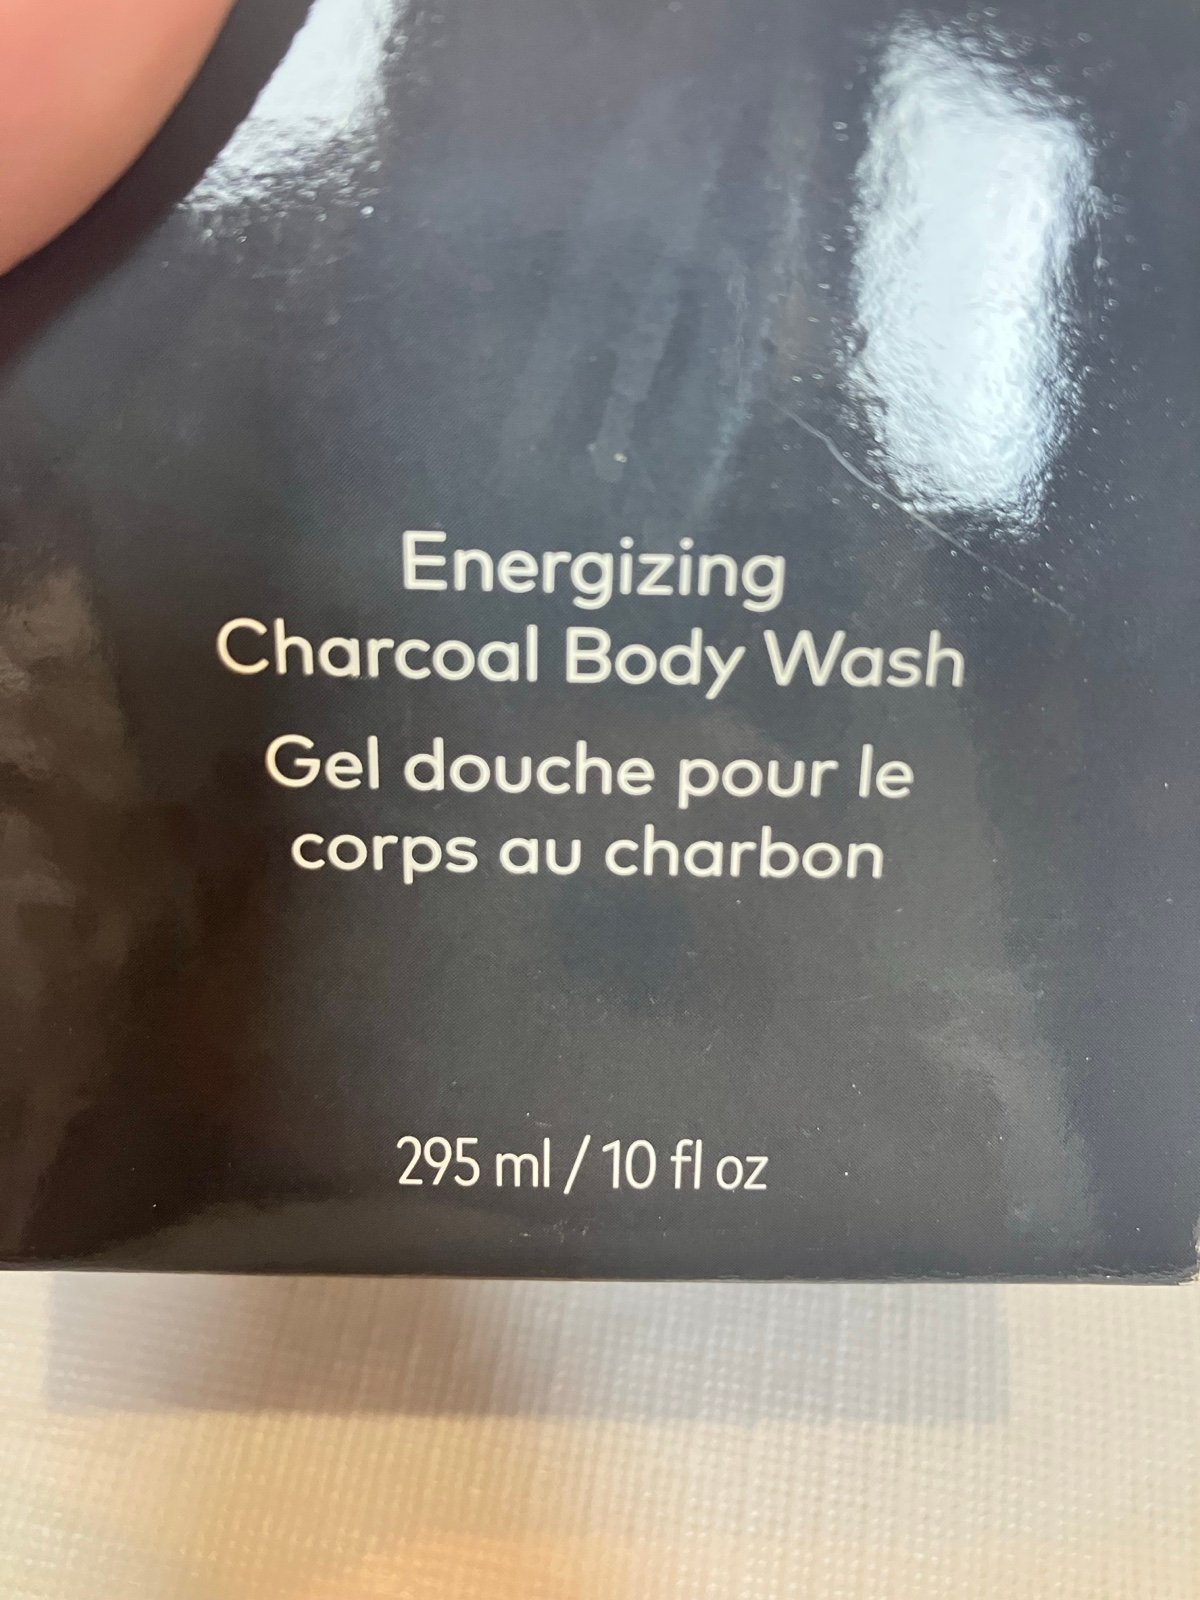 Energizing
Charcoal Body Wash
Gel douche pour le
corps au charbon
295 ml / 10 fl oz